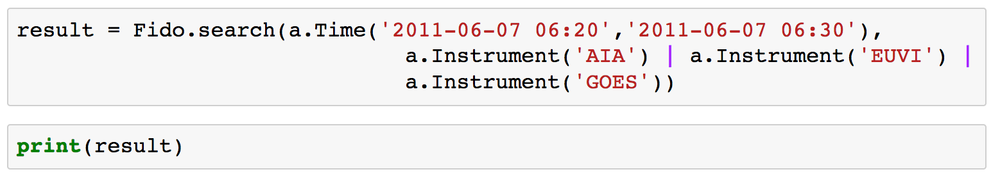 result = Fido.search(a.Time('2011-06-07 06:20','2011-06-07 06:30'),
a.Instrument('AIA') | a.Instrument('EUVI') |
a.Instrument('GOES'))
print(result)